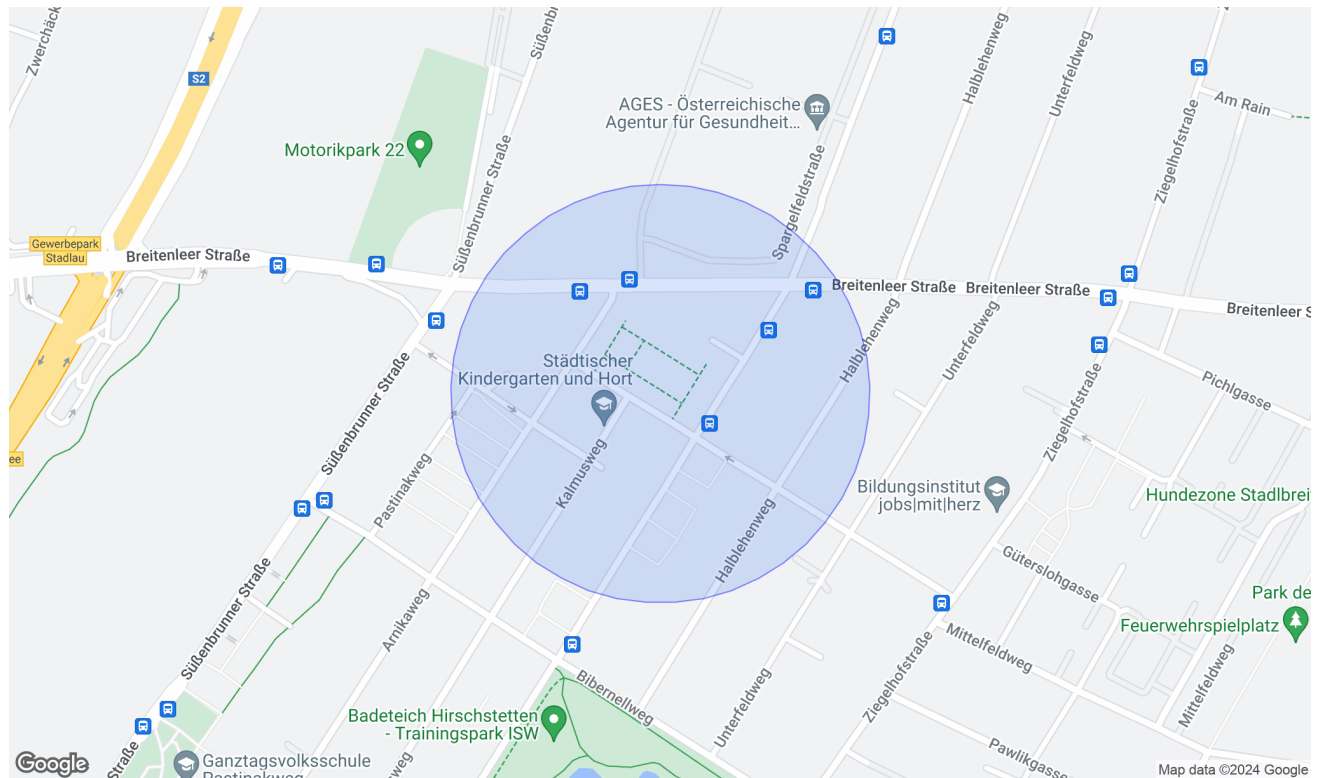 Zwerchäck
S2
Süßenbrunn
Halblehenweg
Unterfeldweg
Am Rain
AGES - Österreichische
Agentur für Gesundheit...
Motorikpark 22
Süßenbrunner Straße
Spargelfeldstraße
Ziegelhofstraße
Gewerbepark
Stadlau
Breitenleer Straße
Breitenleer Straße
Breitenleer Straße
Breitenleer S
Süßenbrunner Straße
Städtischer
Kindergarten und Hort
Halblehenweg
Unterfeldweg
Pichlgasse
Ziegelhofstraße
ee
Pastinakweg
Kalmusweg
Bildungsinstitut
jobs|mit|herz
Hundezone Stadlbrei
Halblehenweg
Güterslohgasse
Süßenbrunner Straße
Arnikaweg
Park de
Feuerwehrspielplatz
Mittelfeldweg
Ziegelhofstraße
Bibernellweg
Unterfeldweg
Mittelfeldweg
Badeteich Hirschstetten
- Trainingspark ISW
Pawlikgasse
Straße
Ganztagsvolksschule
Pastinakweg
Google
Map data ©2024 Google